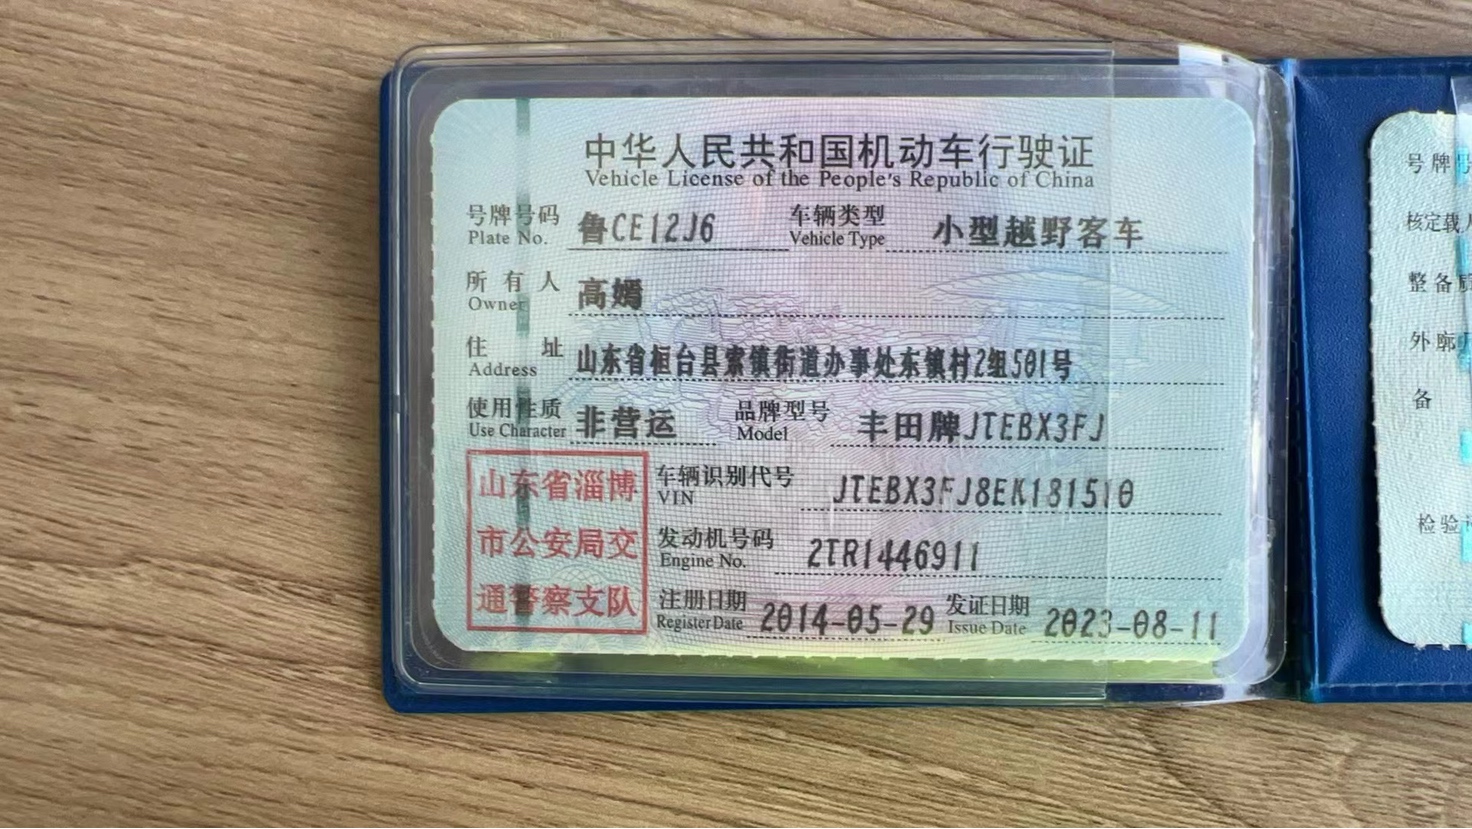 中华人民共和国机动车行驶证
Vehicle License of the People's Republic of China
号牌号码 鲁CE12J6 车辆类型 小型越野客车
Plate No. Vehicle Type
所有人 高嫣
Owner
住址 山东省桓台县索镇街道办事处东镇村2组501号
Address
使用性质 非营运 品牌型号 丰田牌JTEBX3FJ
Use Character Model
山东省淄博
市公安局交
通警察支队
车辆识别代号 JTEBX3FJ8EK181510
VIN
发动机号码 2TR1446911
Engine No.
注册日期 2014-05-29 发证日期 2023-08-11
Register Date Issue Date
号牌
核定载
整备
外廓
备
检验